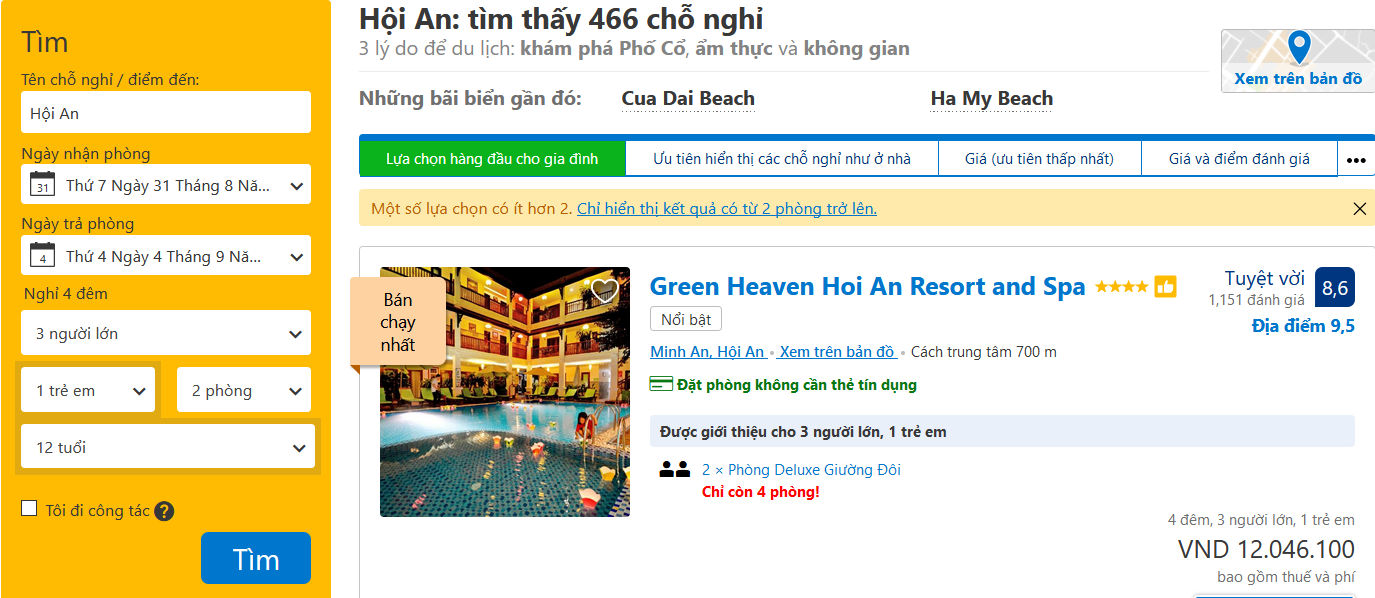 Tìm
Tên chỗ nghỉ / điểm đến:
Hội An
Ngày nhận phòng
31
Thứ 7 Ngày 31 Tháng 8 Nă...
Ngày trả phòng
4
Thứ 4 Ngày 4 Tháng 9 Nă...
Nghỉ 4 đêm
3 người lớn
1 trẻ em
2 phòng
12 tuổi
Tôi đi công tác ?
Tìm
Hội An: tìm thấy 466 chỗ nghỉ
3 lý do để du lịch: khám phá Phố Cổ, ẩm thực và không gian
Xem trên bản đồ
Những bãi biển gần đó: Cua Dai Beach Ha My Beach
Lựa chọn hàng đầu cho gia đình
Ưu tiên hiển thị các chỗ nghỉ như ở nhà
Giá (ưu tiên thấp nhất)
Giá và điểm đánh giá
•••
Một số lựa chọn có ít hơn 2. Chỉ hiển thị kết quả có từ 2 phòng trở lên.
Bán
chạy
nhất
Green Heaven Hoi An Resort and Spa
Nổi bật
Minh An, Hội An • Xem trên bản đồ • Cách trung tâm 700 m
Đặt phòng không cần thẻ tín dụng
Tuyệt vời
1,151 đánh giá
8,6
Địa điểm 9,5
Được giới thiệu cho 3 người lớn, 1 trẻ em
2 × Phòng Deluxe Giường Đôi
Chỉ còn 4 phòng!
4 đêm, 3 người lớn, 1 trẻ em
VND 12.046.100
bao gồm thuế và phí